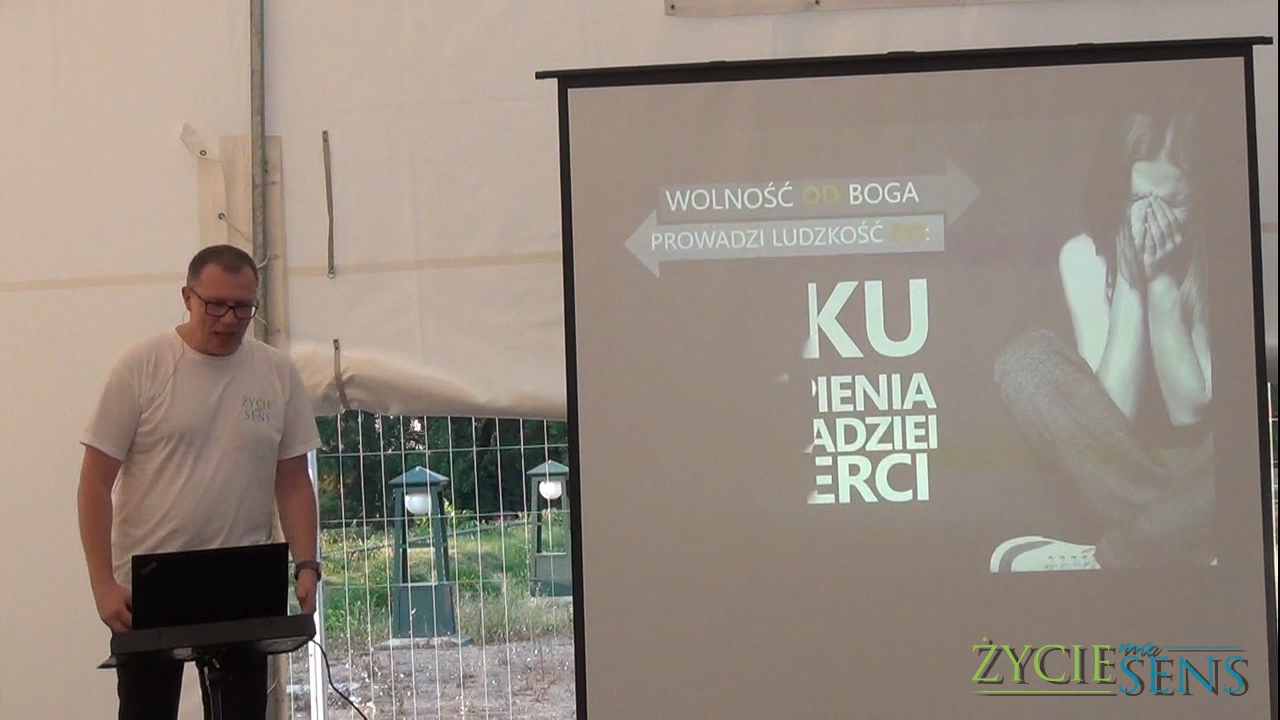 WOLNOŚĆ OD BOGA
PROWADZI LUDZKOŚĆ DO:
KU
PIENIA
ADZIEI
ERCI
ŻYCIE
SENS
ŻYCIE ma SENS